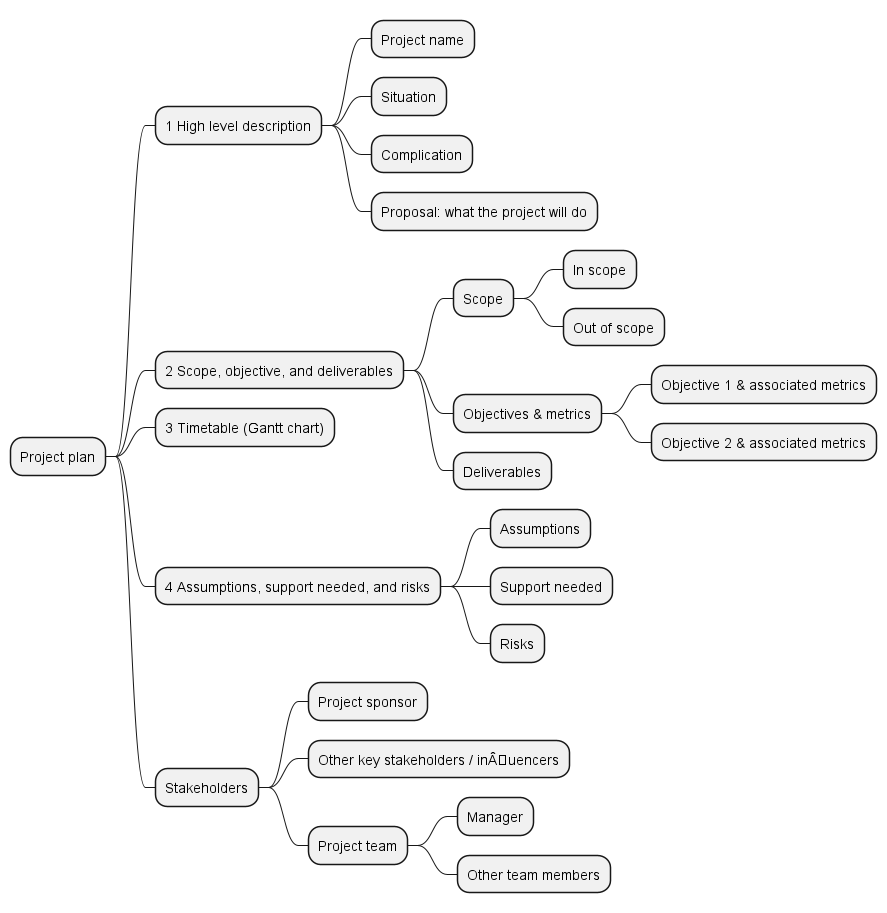 Project plan
1 High level description
Project name
Situation
Complication
Proposal: what the project will do
2 Scope, objective, and deliverables
Scope
In scope
Out of scope
Objectives & metrics
Objective 1 & associated metrics
Objective 2 & associated metrics
Deliverables
3 Timetable (Gantt chart)
4 Assumptions, support needed, and risks
Assumptions
Support needed
Risks
Stakeholders
Project sponsor
Other key stakeholders / inÂ▯uencers
Project team
Manager
Other team members